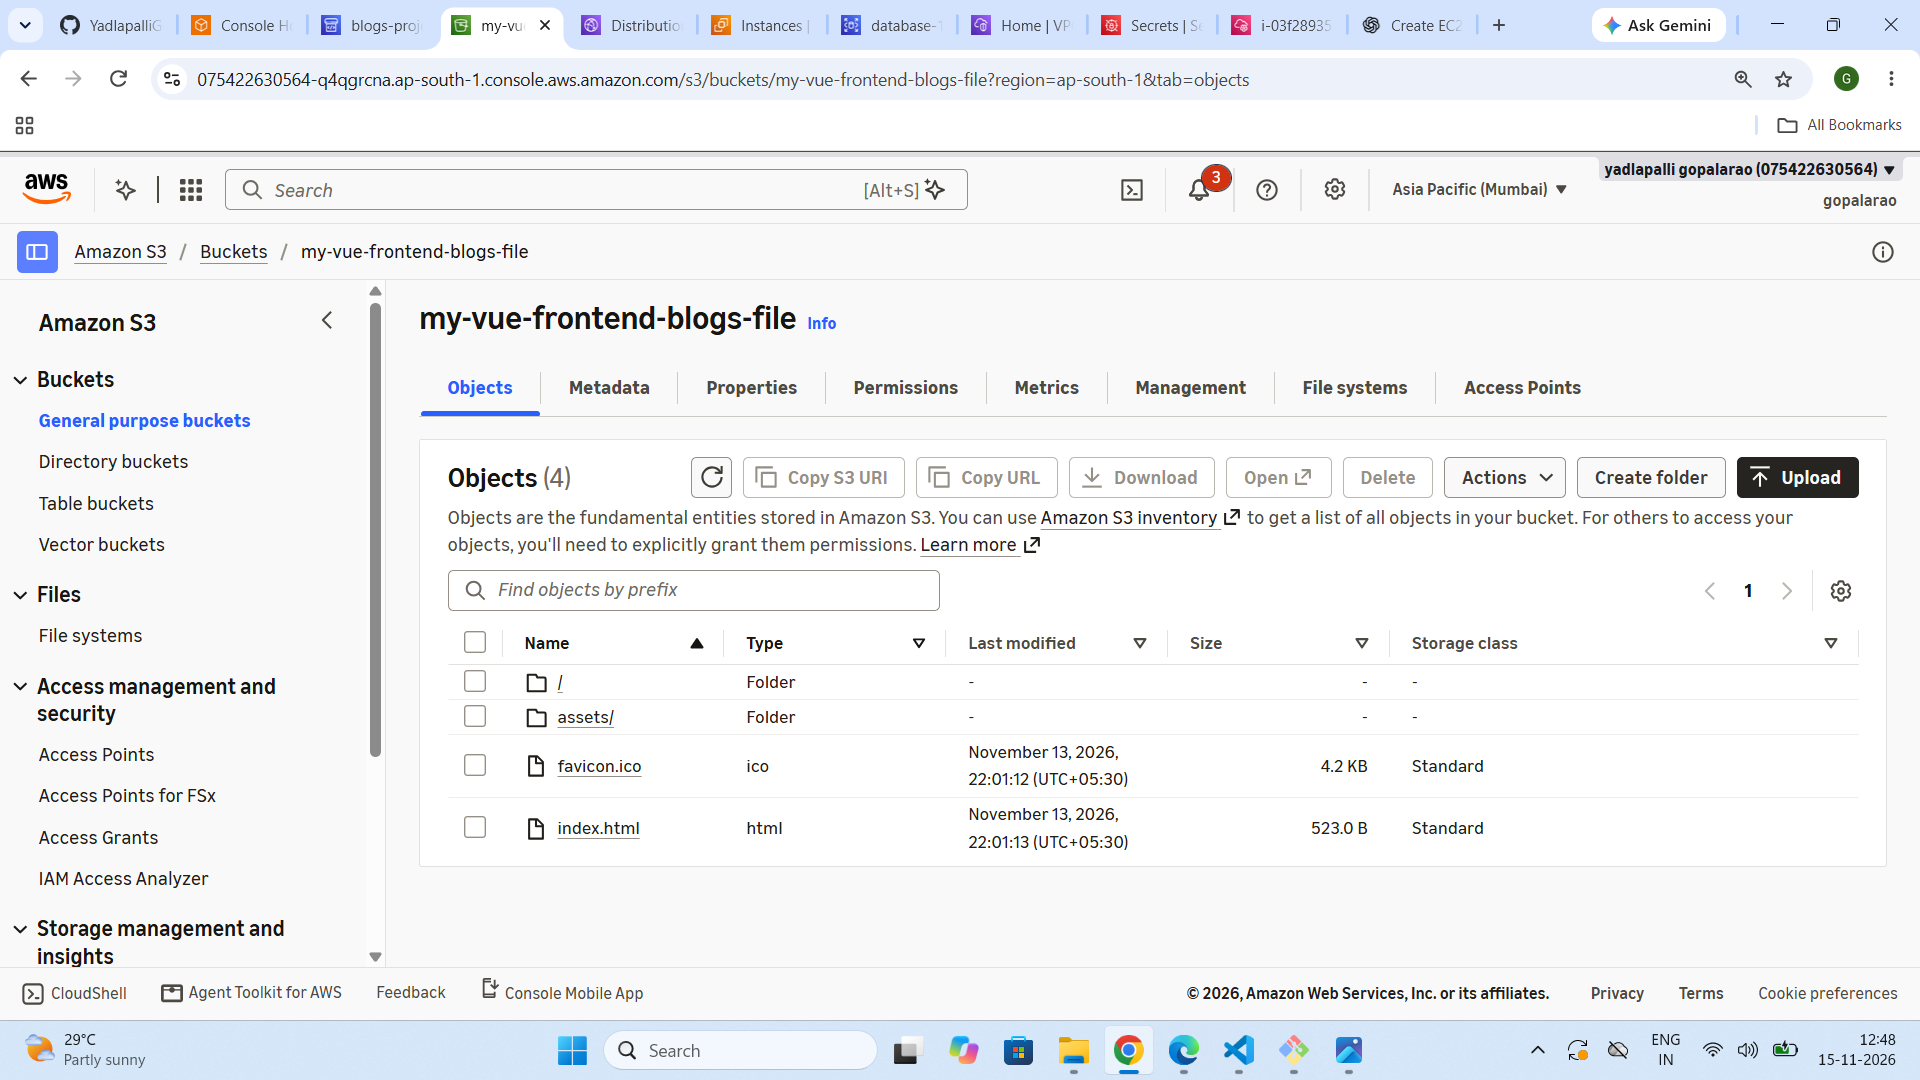 YadlapalliG
Console Ho
blogs-proje
my-vue
Distributio
Instances |
database-1
Home | VP
Secrets | Se
i-03f28935
Create EC2
Ask Gemini
075422630564-q4qgrcna.ap-south-1.console.aws.amazon.com/s3/buckets/my-vue-frontend-blogs-file?region=ap-south-1&tab=objects
G
All Bookmarks
aws
Search
[Alt+S]
3
Asia Pacific (Mumbai)
yadlapalli gopalarao (075422630564)
gopalarao
Amazon S3 / Buckets / my-vue-frontend-blogs-file
Amazon S3
Buckets
General purpose buckets
Directory buckets
Table buckets
Vector buckets
Files
File systems
Access management and
security
Access Points
Access Points for FSx
Access Grants
IAM Access Analyzer
Storage management and
insights
my-vue-frontend-blogs-file Info
Objects
Metadata
Properties
Permissions
Metrics
Management
File systems
Access Points
Objects (4)
Copy S3 URI
Copy URL
Download
Open
Delete
Actions
Create folder
Upload
Objects are the fundamental entities stored in Amazon S3. You can use Amazon S3 inventory to get a list of all objects in your bucket. For others to access your
objects, you'll need to explicitly grant them permissions. Learn more
Find objects by prefix
1
Name Type Last modified Size Storage class
/ Folder - - -
assets/ Folder - - -
favicon.ico ico November 13, 2026, 22:01:12 (UTC+05:30) 4.2 KB Standard
index.html html November 13, 2026, 22:01:13 (UTC+05:30) 523.0 B Standard
CloudShell
Agent Toolkit for AWS
Feedback
Console Mobile App
© 2026, Amazon Web Services, Inc. or its affiliates.
Privacy
Terms
Cookie preferences
29°C
Partly sunny
Search
ENG
IN
12:48
15-11-2026